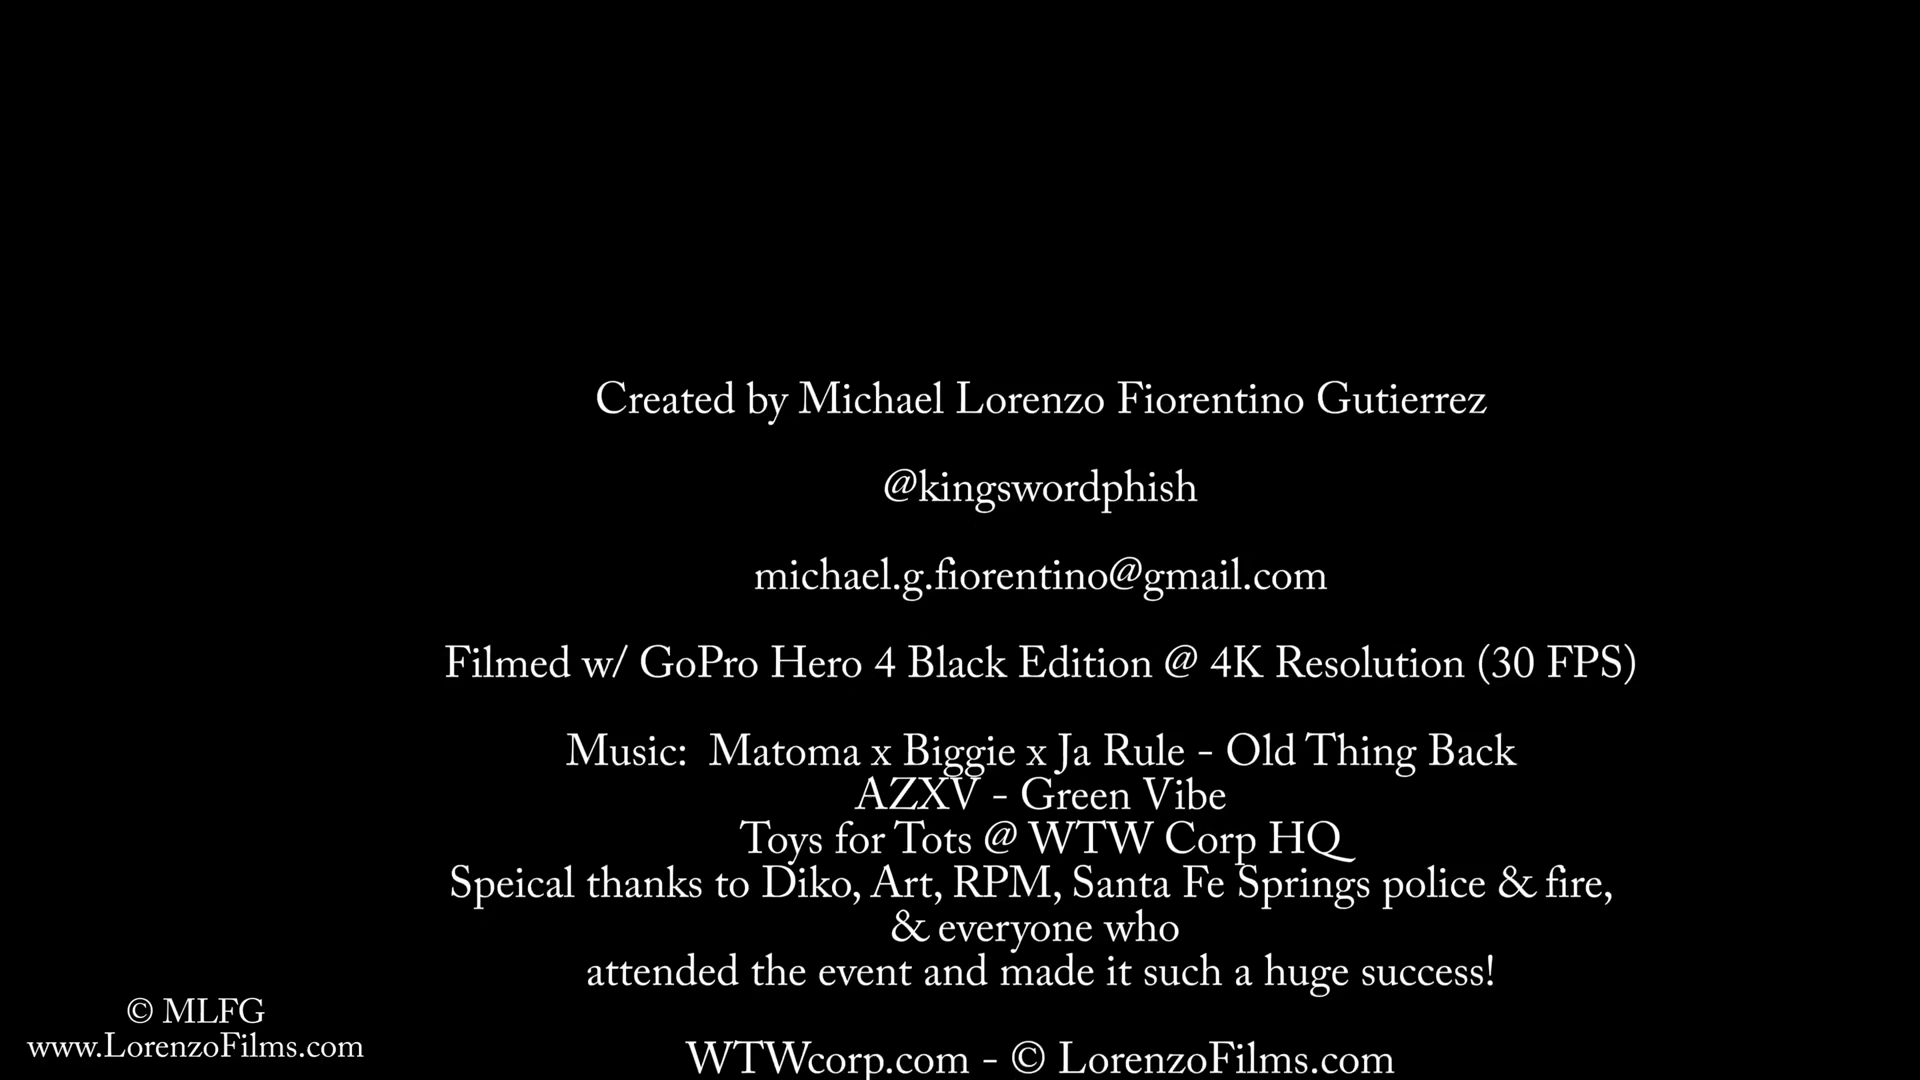 Created by Michael Lorenzo Fiorentino Gutierrez
@kingswordphish
michael.g.fiorentino@gmail.com
Filmed w/ GoPro Hero 4 Black Edition @ 4K Resolution (30 FPS)
Music:  Matoma x Biggie x Ja Rule - Old Thing Back
AZXV - Green Vibe
Toys for Tots @ WTW Corp HQ
Speical thanks to Diko, Art, RPM, Santa Fe Springs police & fire,
& everyone who
attended the event and made it such a huge success!
WTWcorp.com - © LorenzoFilms.com
© MLFG
www.LorenzoFilms.com